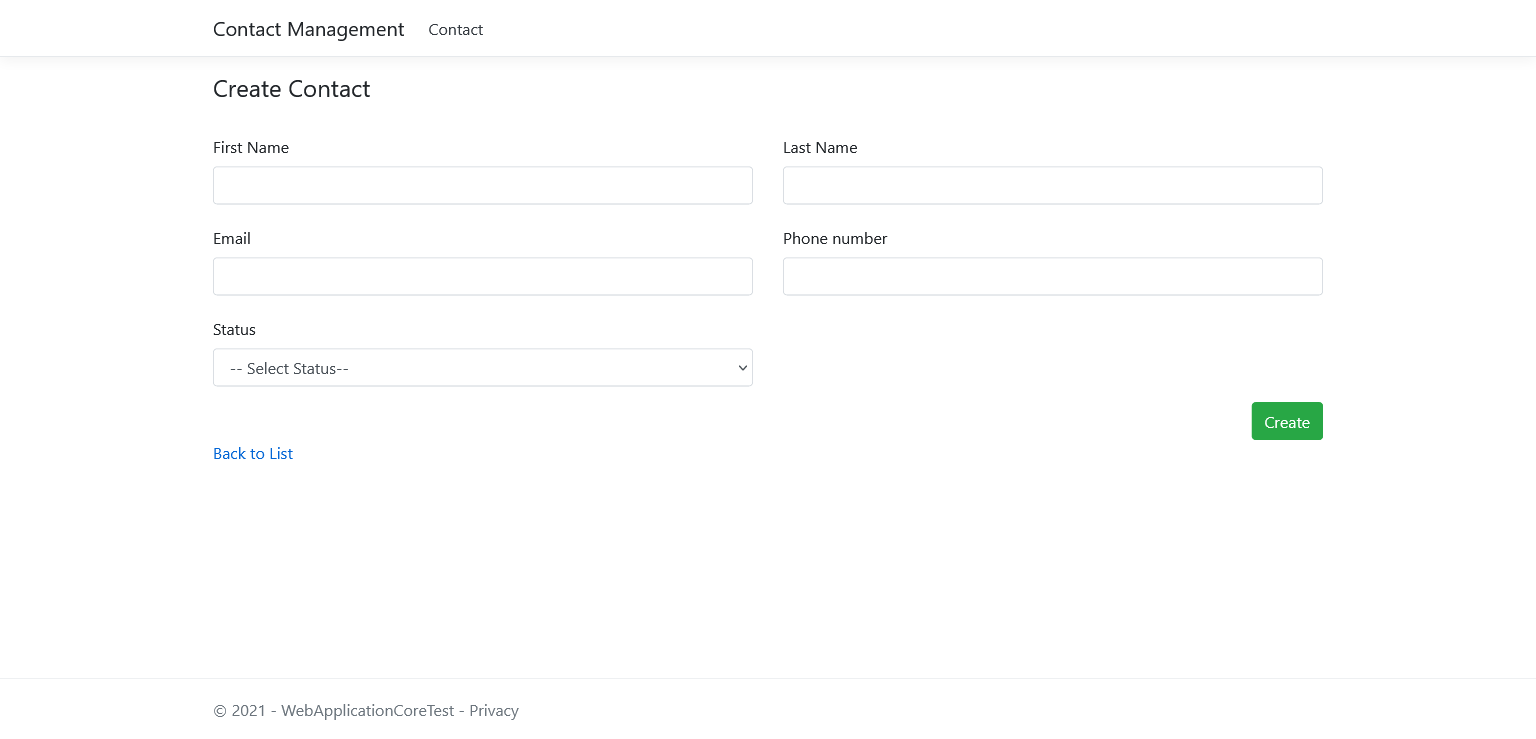 Contact Management Contact
Create Contact
First Name Last Name
Email Phone number
Status
-- Select Status--
Create
Back to List
© 2021 - WebApplicationCoreTest - Privacy